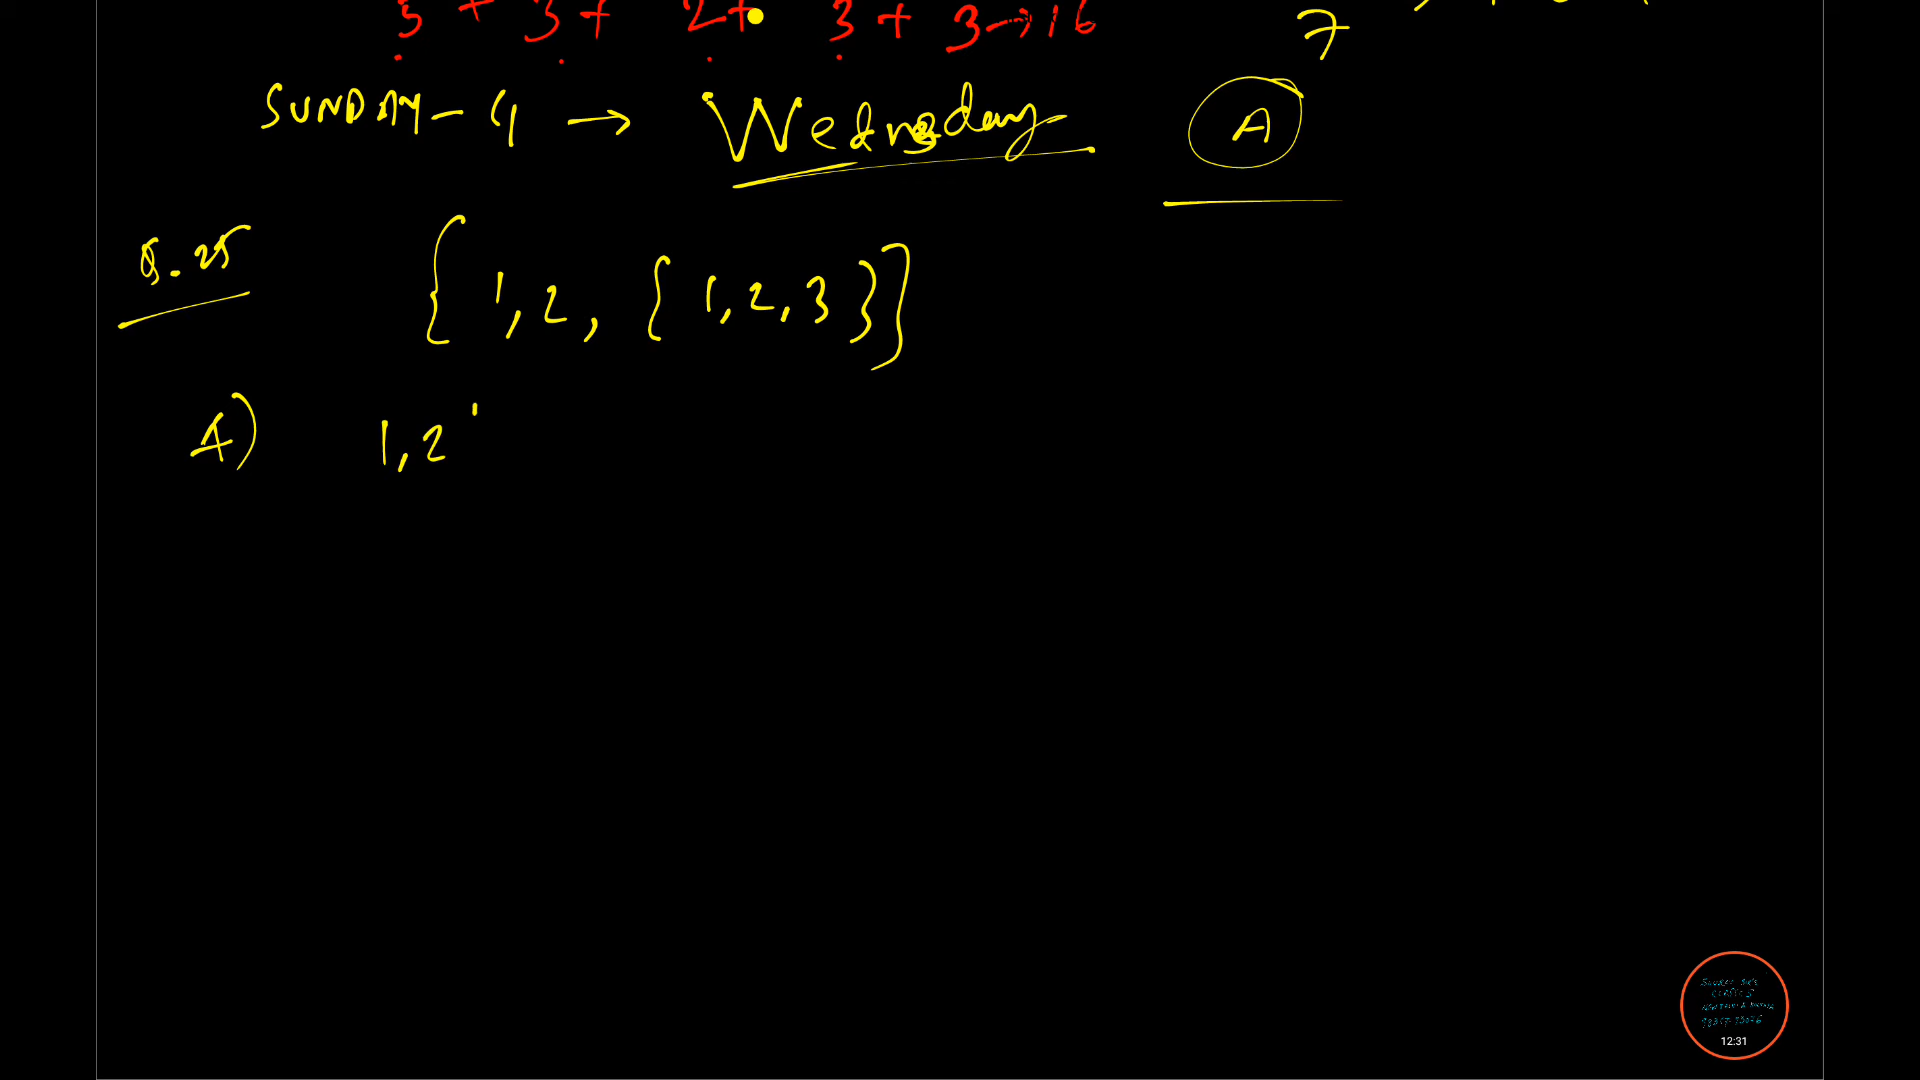 3 + 3 + 2 + 3 + 3 → 16
7
SUNDAY - 4 → Wednesday A
Q. 25 { 1, 2, { 1, 2, 3 } }
A) 1, 2 '
12:31